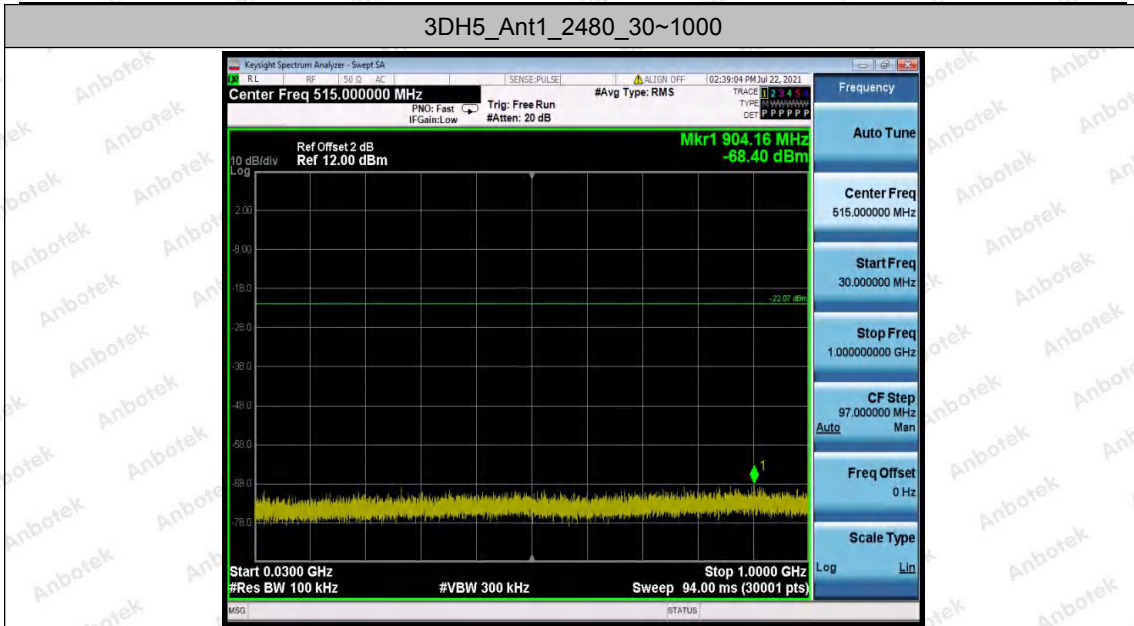 3DH5_Ant1_2480_30~1000
Keysight Spectrum Analyzer - Swept SA
RL RF 50 Ω AC SENSE:PULSE ALIGN OFF 02:39:04 PM Jul 22, 2021
Center Freq 515.000000 MHz
PNO: Fast
IFGain:Low
Trig: Free Run
#Atten: 20 dB
#Avg Type: RMS
TRACE 1 2 3 4 5 6
TYPE M WWWWW
DET P P P P P P
Ref Offset 2 dB
10 dB/div Ref 12.00 dBm
Log
Mkr1 904.16 MHz
-68.40 dBm
2.00
-8.00
-18.0
-22.07 dBm
-28.0
-38.0
-48.0
-58.0
1
-68.0
-78.0
Start 0.0300 GHz Stop 1.0000 GHz
#Res BW 100 kHz #VBW 300 kHz Sweep 94.00 ms (30001 pts)
MSG STATUS
Frequency
Auto Tune
Center Freq
515.000000 MHz
Start Freq
30.000000 MHz
Stop Freq
1.000000000 GHz
CF Step
97.000000 MHz
Auto Man
Freq Offset
0 Hz
Scale Type
Log Lin
Anbotek